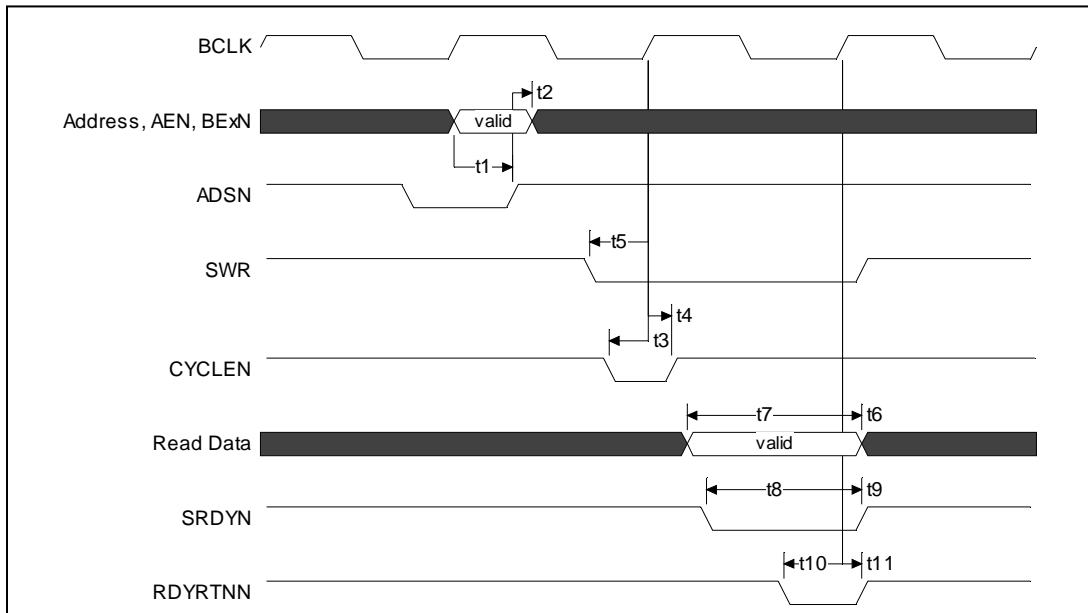 BCLK
t2
Address, AEN, BExN
valid
t1
ADSN
t5
SWR
t4
t3
CYCLEN
t7
t6
Read Data
valid
t8
t9
SRDYN
t10
t11
RDYRTNN